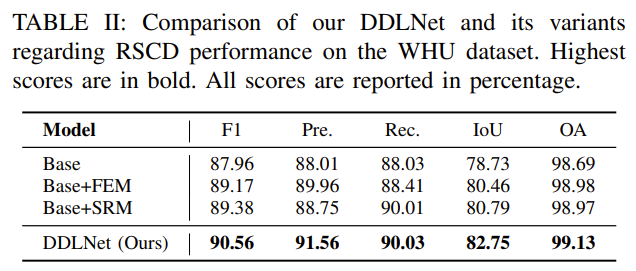 TABLE II: Comparison of our DDLNet and its variants
regarding RSCD performance on the WHU dataset. Highest
scores are in bold. All scores are reported in percentage.
Model F1 Pre. Rec. IoU OA
Base 87.96 88.01 88.03 78.73 98.69
Base+FEM 89.17 89.96 88.41 80.46 98.98
Base+SRM 89.38 88.75 90.01 80.79 98.97
DDLNet (Ours) 90.56 91.56 90.03 82.75 99.13